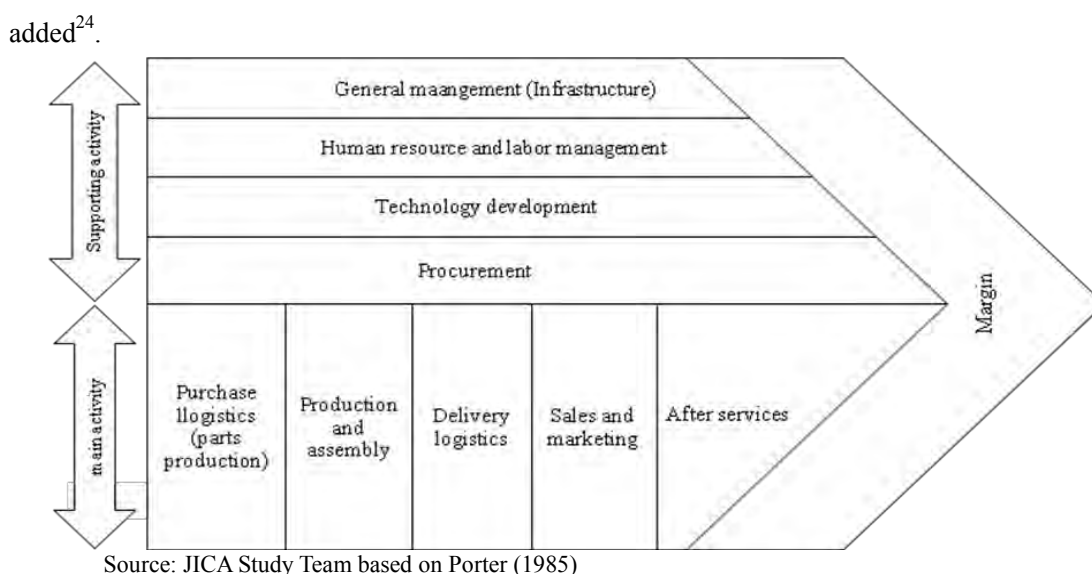 added24.
General maangement (Infrastructure)
Human resource and labor management
Technology development
Procurement
Supporting activity
main activity
Purchase
llogistics
(parts
production)
Production
and
assembly
Delivery
logistics
Sales and
marketing
After services
Margin
Source: JICA Study Team based on Porter (1985)